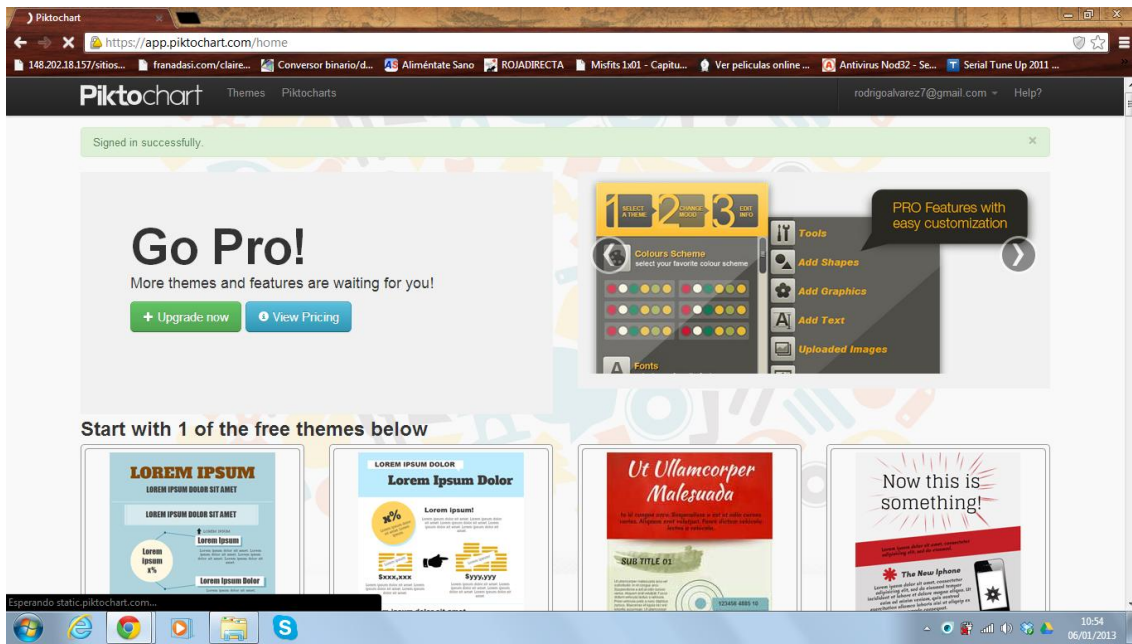 Piktochart
https://app.piktochart.com/home
148.202.18.157/sitios...
franadasi.com/claire...
Conversor binario/d...
Aliméntate Sano
ROJADIRECTA
Misfits 1x01 - Capitu...
Ver peliculas online ...
Antivirus Nod32 - Se...
Serial Tune Up 2011 ...
Piktochart
Themes
Piktocharts
rodrigoalvarez7@gmail.com
Help?
Signed in successfully.
×
Go Pro!
More themes and features are waiting for you!
+ Upgrade now
View Pricing
1 SELECT A THEME
2 CHANGE MOOD
3 EDIT INFO
Colours Scheme
select your favorite colour scheme
A Fonts
Tools
Add Shapes
Add Graphics
A Add Text
Uploaded Images
PRO Features with
easy customization
Start with 1 of the free themes below
LOREM IPSUM
LOREM IPSUM DOLOR SIT AMET
LOREM IPSUM DOLOR SIT AMET
Lorem Ipsum
Lorem
ipsum
x%
Lorem Ipsum Dolor
LOREM IPSUM DOLOR
Lorem Ipsum Dolor
x%
Lorem ipsum!
$xxx,xxx
$yyy,yyy
Ut Ullamcorper
Malesuada
SUB TITLE 01
123450 4885 10
Now this is
something!
The New Iphone
Esperando static.piktochart.com...
10:54
06/01/2013